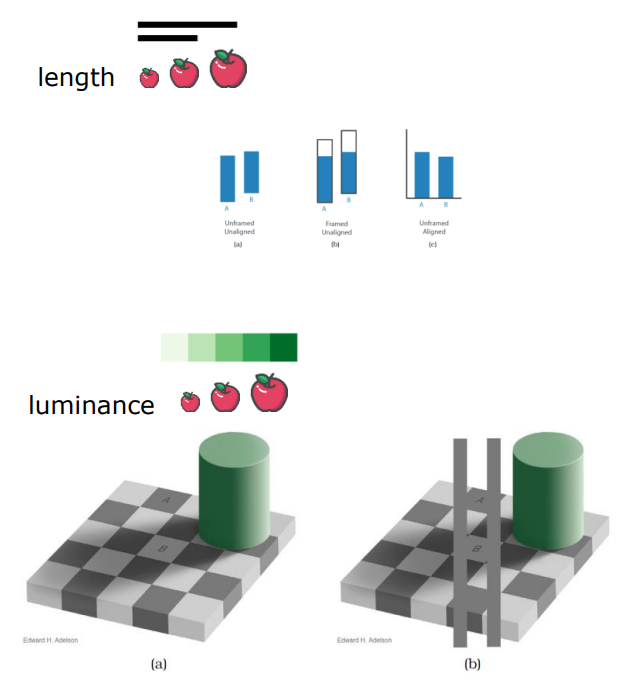 length
A B
A B
A B
Unframed
Unaligned
(a)
Framed
Unaligned
(b)
Unframed
Aligned
(c)
luminance
A
B
Edward H. Adelson
(a)
A
B
Edward H. Adelson
(b)